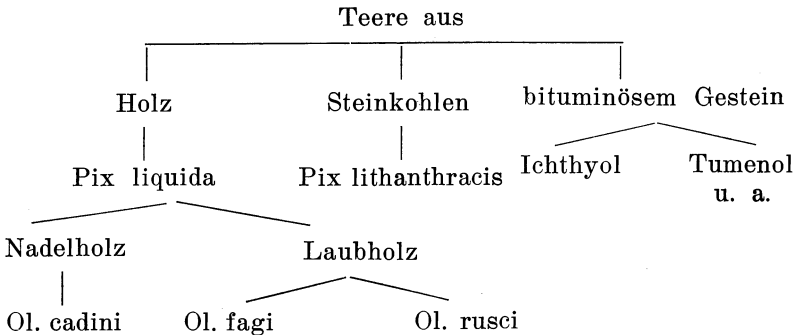 Teere aus
Holz Steinkohlen bituminösem Gestein
Pix liquida Pix lithanthracis Ichthyol Tumenol
u. a.
Nadelholz Laubholz
Ol. cadini Ol. fagi Ol. rusci